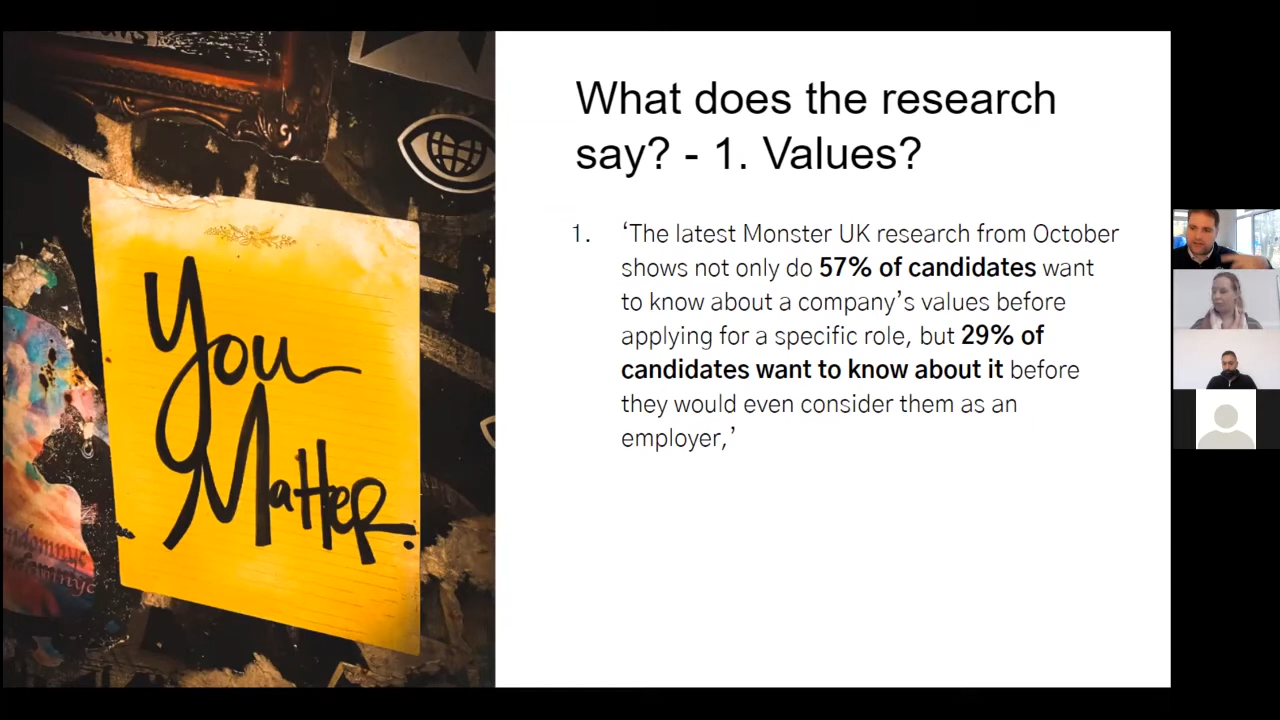 You
Matter.
ndomnyc
domnyc
What does the research
say? - 1. Values?
1. ‘The latest Monster UK research from October
shows not only do 57% of candidates want
to know about a company’s values before
applying for a specific role, but 29% of
candidates want to know about it before
they would even consider them as an
employer,’